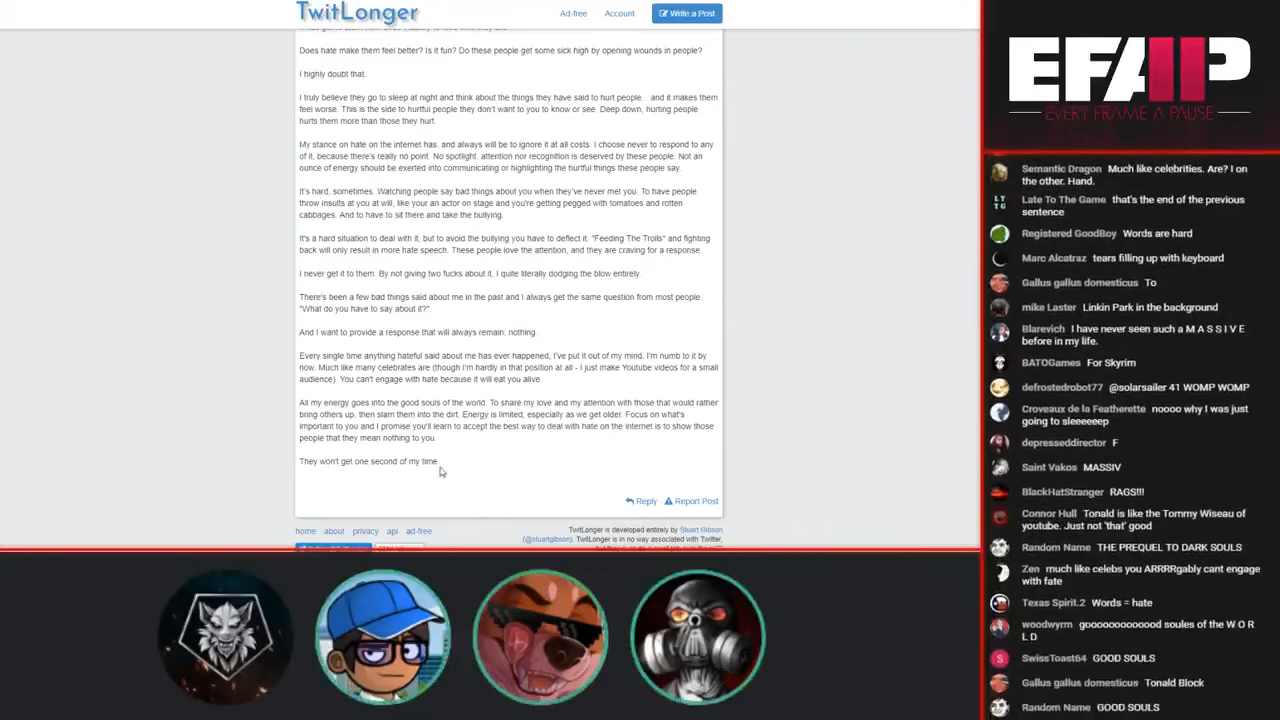 TwitLonger
Ad-free
Account
Write a Post
Does hate make them feel better? Is it fun? Do these people get some sick high by opening wounds in people?
I highly doubt that.
I truly believe they go to sleep at night and think about the things they have said to hurt people... and it makes them
feel worse. This is the side to hurtful people they don't want to you to know or see. Deep down, hurting people
hurts them more than those they hurt.
My stance on hate on the internet has, and always will be to ignore it at all costs. I choose never to respond to any
of it, because there's really no point. No spotlight, attention nor recognition is deserved by these people. Not an
ounce of energy should be exerted into communicating or highlighting the hurtful things these people say.
It's hard, sometimes. Watching people say bad things about you when they've never met you. To have people
throw insults at you at will, like your an actor on stage and you're getting pegged with tomatoes and rotten
cabbages. And to have to sit there and take the bullying.
It's a hard situation to deal with it, but to avoid the bullying you have to deflect it. "Feeding The Trolls" and fighting
back will only result in more hate speech. These people love the attention, and they are craving for a response.
I never get it to them. By not giving two fucks about it, I quite literally dodging the blow entirely.
There's been a few bad things said about me in the past and I always get the same question from most people:
"What do you have to say about it?"
And I want to provide a response that will always remain: nothing.
Every single time anything hateful said about me has ever happened, I've put it out of my mind. I'm numb to it by
now. Much like many celebrates are (though I'm hardly in that position at all - I just make Youtube videos for a small
audience). You can't engage with hate because it will eat you alive
All my energy goes into the good souls of the world. To share my love and my attention with those that would rather
bring others up, then slam them into the dirt. Energy is limited, especially as we get older. Focus on what's
important to you and I promise you'll learn to accept the best way to deal with hate on the internet is to show those
people that they mean nothing to you.
They won't get one second of my time
Reply
Report Post
home about privacy api ad-free
TwitLonger is developed entirely by Stuart Gibson
(@stuartgibson). TwitLonger is in no way associated with Twitter,
EFAP
EVERY FRAME A PAUSE
Semantic Dragon Much like celebrities. Are? I on
the other. Hand.
Late To The Game that's the end of the previous
sentence
Registered GoodBoy Words are hard
Marc Alcatraz tears filling up with keyboard
Gallus gallus domesticus To
mike Laster Linkin Park in the background
Blarevich I have never seen such a M A S S I V E
before in my life.
BATOGames For Skyrim
defrostedrobot77 @solarsailer 41 WOMP WOMP
Croveaux de la Featherette noooo why I was just
going to sleeeeeep
depresseddirector F
Saint Vakos MASSIV
BlackHatStranger RAGS!!!
Connor Hull Tonald is like the Tommy Wiseau of
youtube. Just not 'that' good
Random Name THE PREQUEL TO DARK SOULS
Zen much like celebs you ARRRRgably cant engage
with fate
Texas Spirit.2 Words = hate
woodwyrm goooooooooood soules of the W O R
L D
SwissToast64 GOOD SOULS
Gallus gallus domesticus Tonald Block
Random Name GOOD SOULS